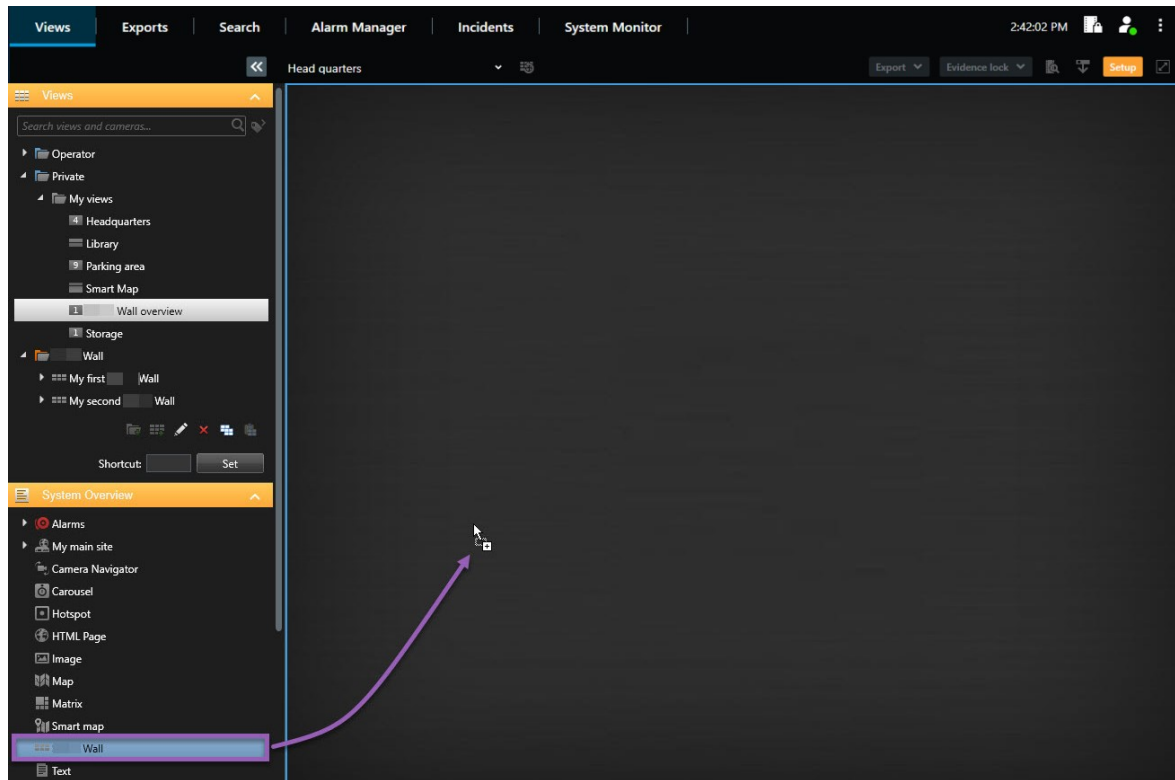 Views Exports Search Alarm Manager Incidents System Monitor 2:42:02 PM
Head quarters Export Evidence lock Setup
Views
Search views and cameras...
Operator
Private
My views
4 Headquarters
Library
9 Parking area
Smart Map
1 Wall overview
1 Storage
Wall
My first Wall
My second Wall
Shortcut: Set
System Overview
Alarms
My main site
Camera Navigator
Carousel
Hotspot
HTML Page
Image
Map
Matrix
Smart map
Wall
Text